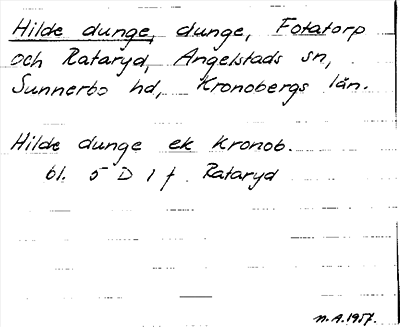 Hilde dunge, dunge, Fotatorp
och Rataryd, Angelstads sn,
Sunnerbo hd, Kronobergs län.
Hilde dunge ek Kronob.
bl. 5 D 1 f Rataryd
n.A.1957.